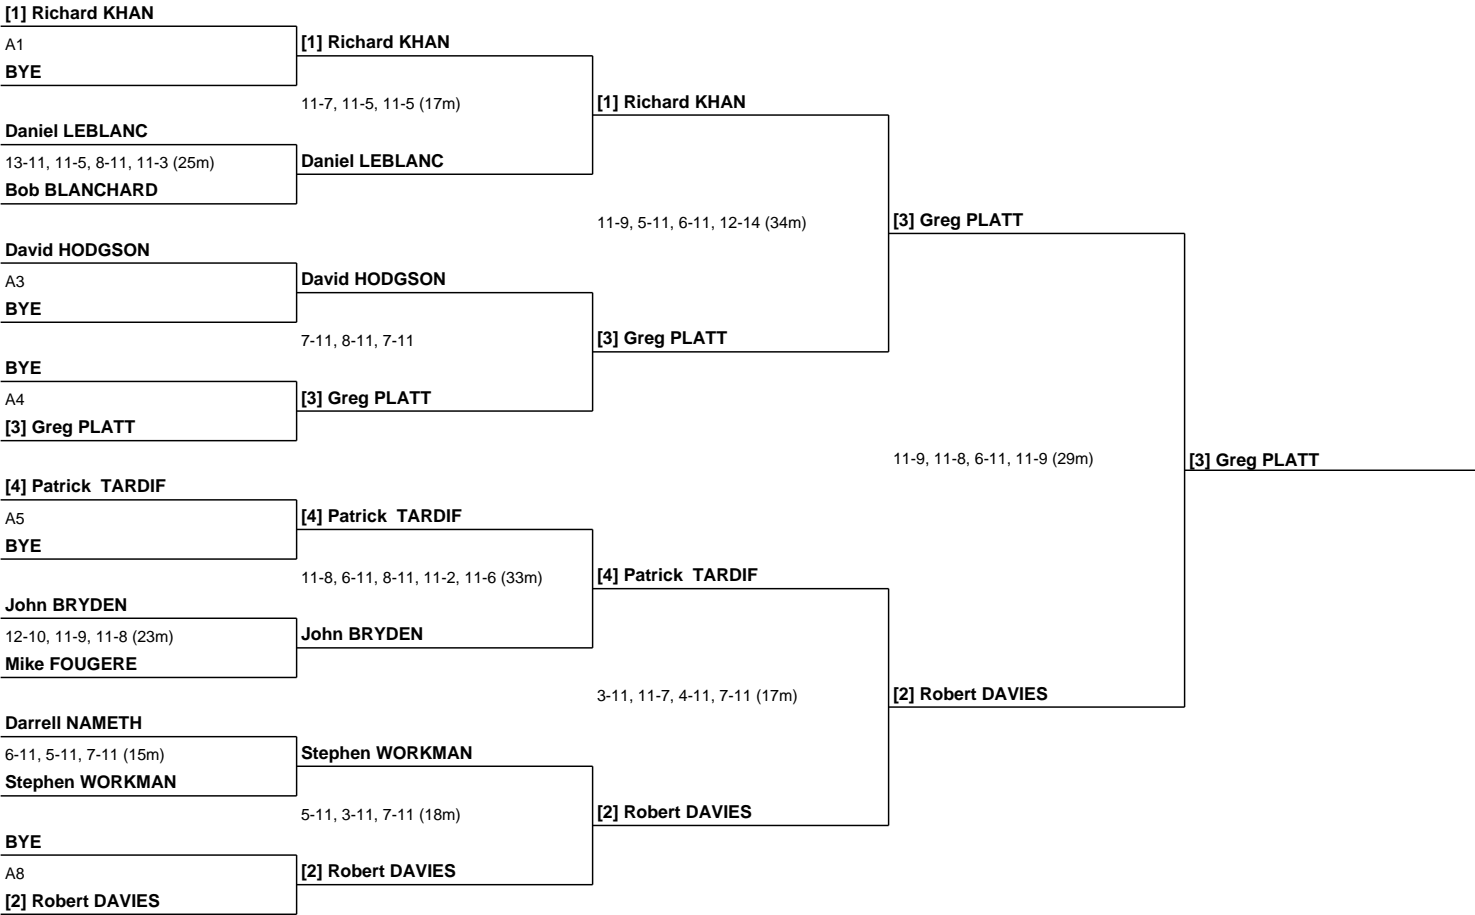 [1] Richard KHAN
A1
BYE
Daniel LEBLANC
13-11, 11-5, 8-11, 11-3 (25m)
Bob BLANCHARD
David HODGSON
A3
BYE
BYE
A4
[3] Greg PLATT
[4] Patrick  TARDIF
A5
BYE
John BRYDEN
12-10, 11-9, 11-8 (23m)
Mike FOUGERE
Darrell NAMETH
6-11, 5-11, 7-11 (15m)
Stephen WORKMAN
BYE
A8
[2] Robert DAVIES
[1] Richard KHAN
11-7, 11-5, 11-5 (17m)
Daniel LEBLANC
David HODGSON
7-11, 8-11, 7-11
[3] Greg PLATT
[4] Patrick  TARDIF
11-8, 6-11, 8-11, 11-2, 11-6 (33m)
John BRYDEN
Stephen WORKMAN
5-11, 3-11, 7-11 (18m)
[2] Robert DAVIES
[1] Richard KHAN
11-9, 5-11, 6-11, 12-14 (34m)
[3] Greg PLATT
[4] Patrick  TARDIF
3-11, 11-7, 4-11, 7-11 (17m)
[2] Robert DAVIES
[3] Greg PLATT
11-9, 11-8, 6-11, 11-9 (29m)
[2] Robert DAVIES
[3] Greg PLATT